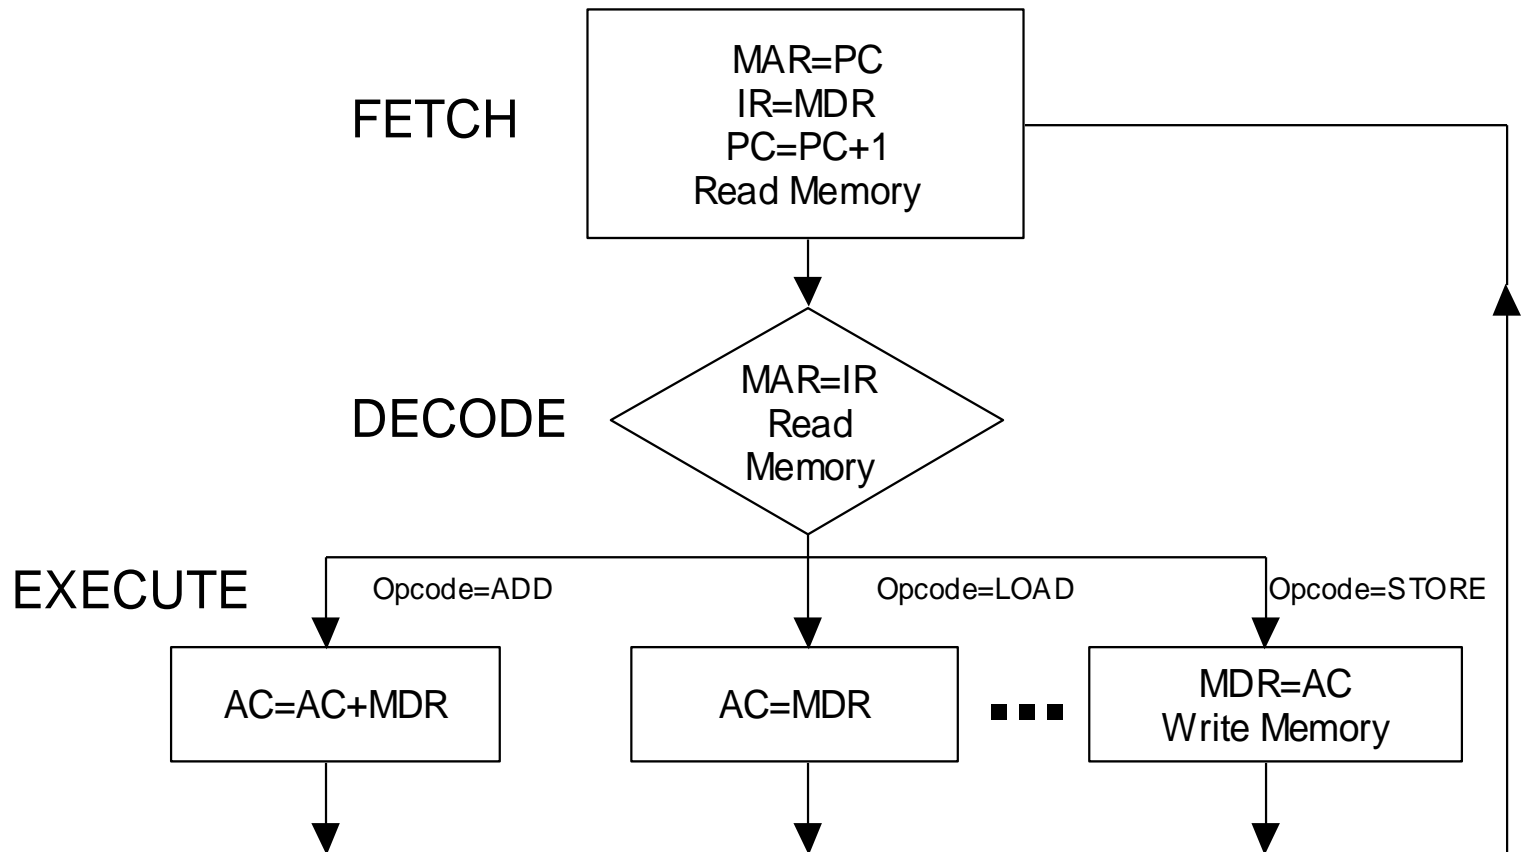 MAR=PC
IR=MDR
PC=PC+1
Read Memory
FETCH
MAR=IR
Read
Memory
DECODE
EXECUTE
Opcode=ADD
Opcode=LOAD
Opcode=STORE
AC=AC+MDR
AC=MDR
MDR=AC
Write Memory